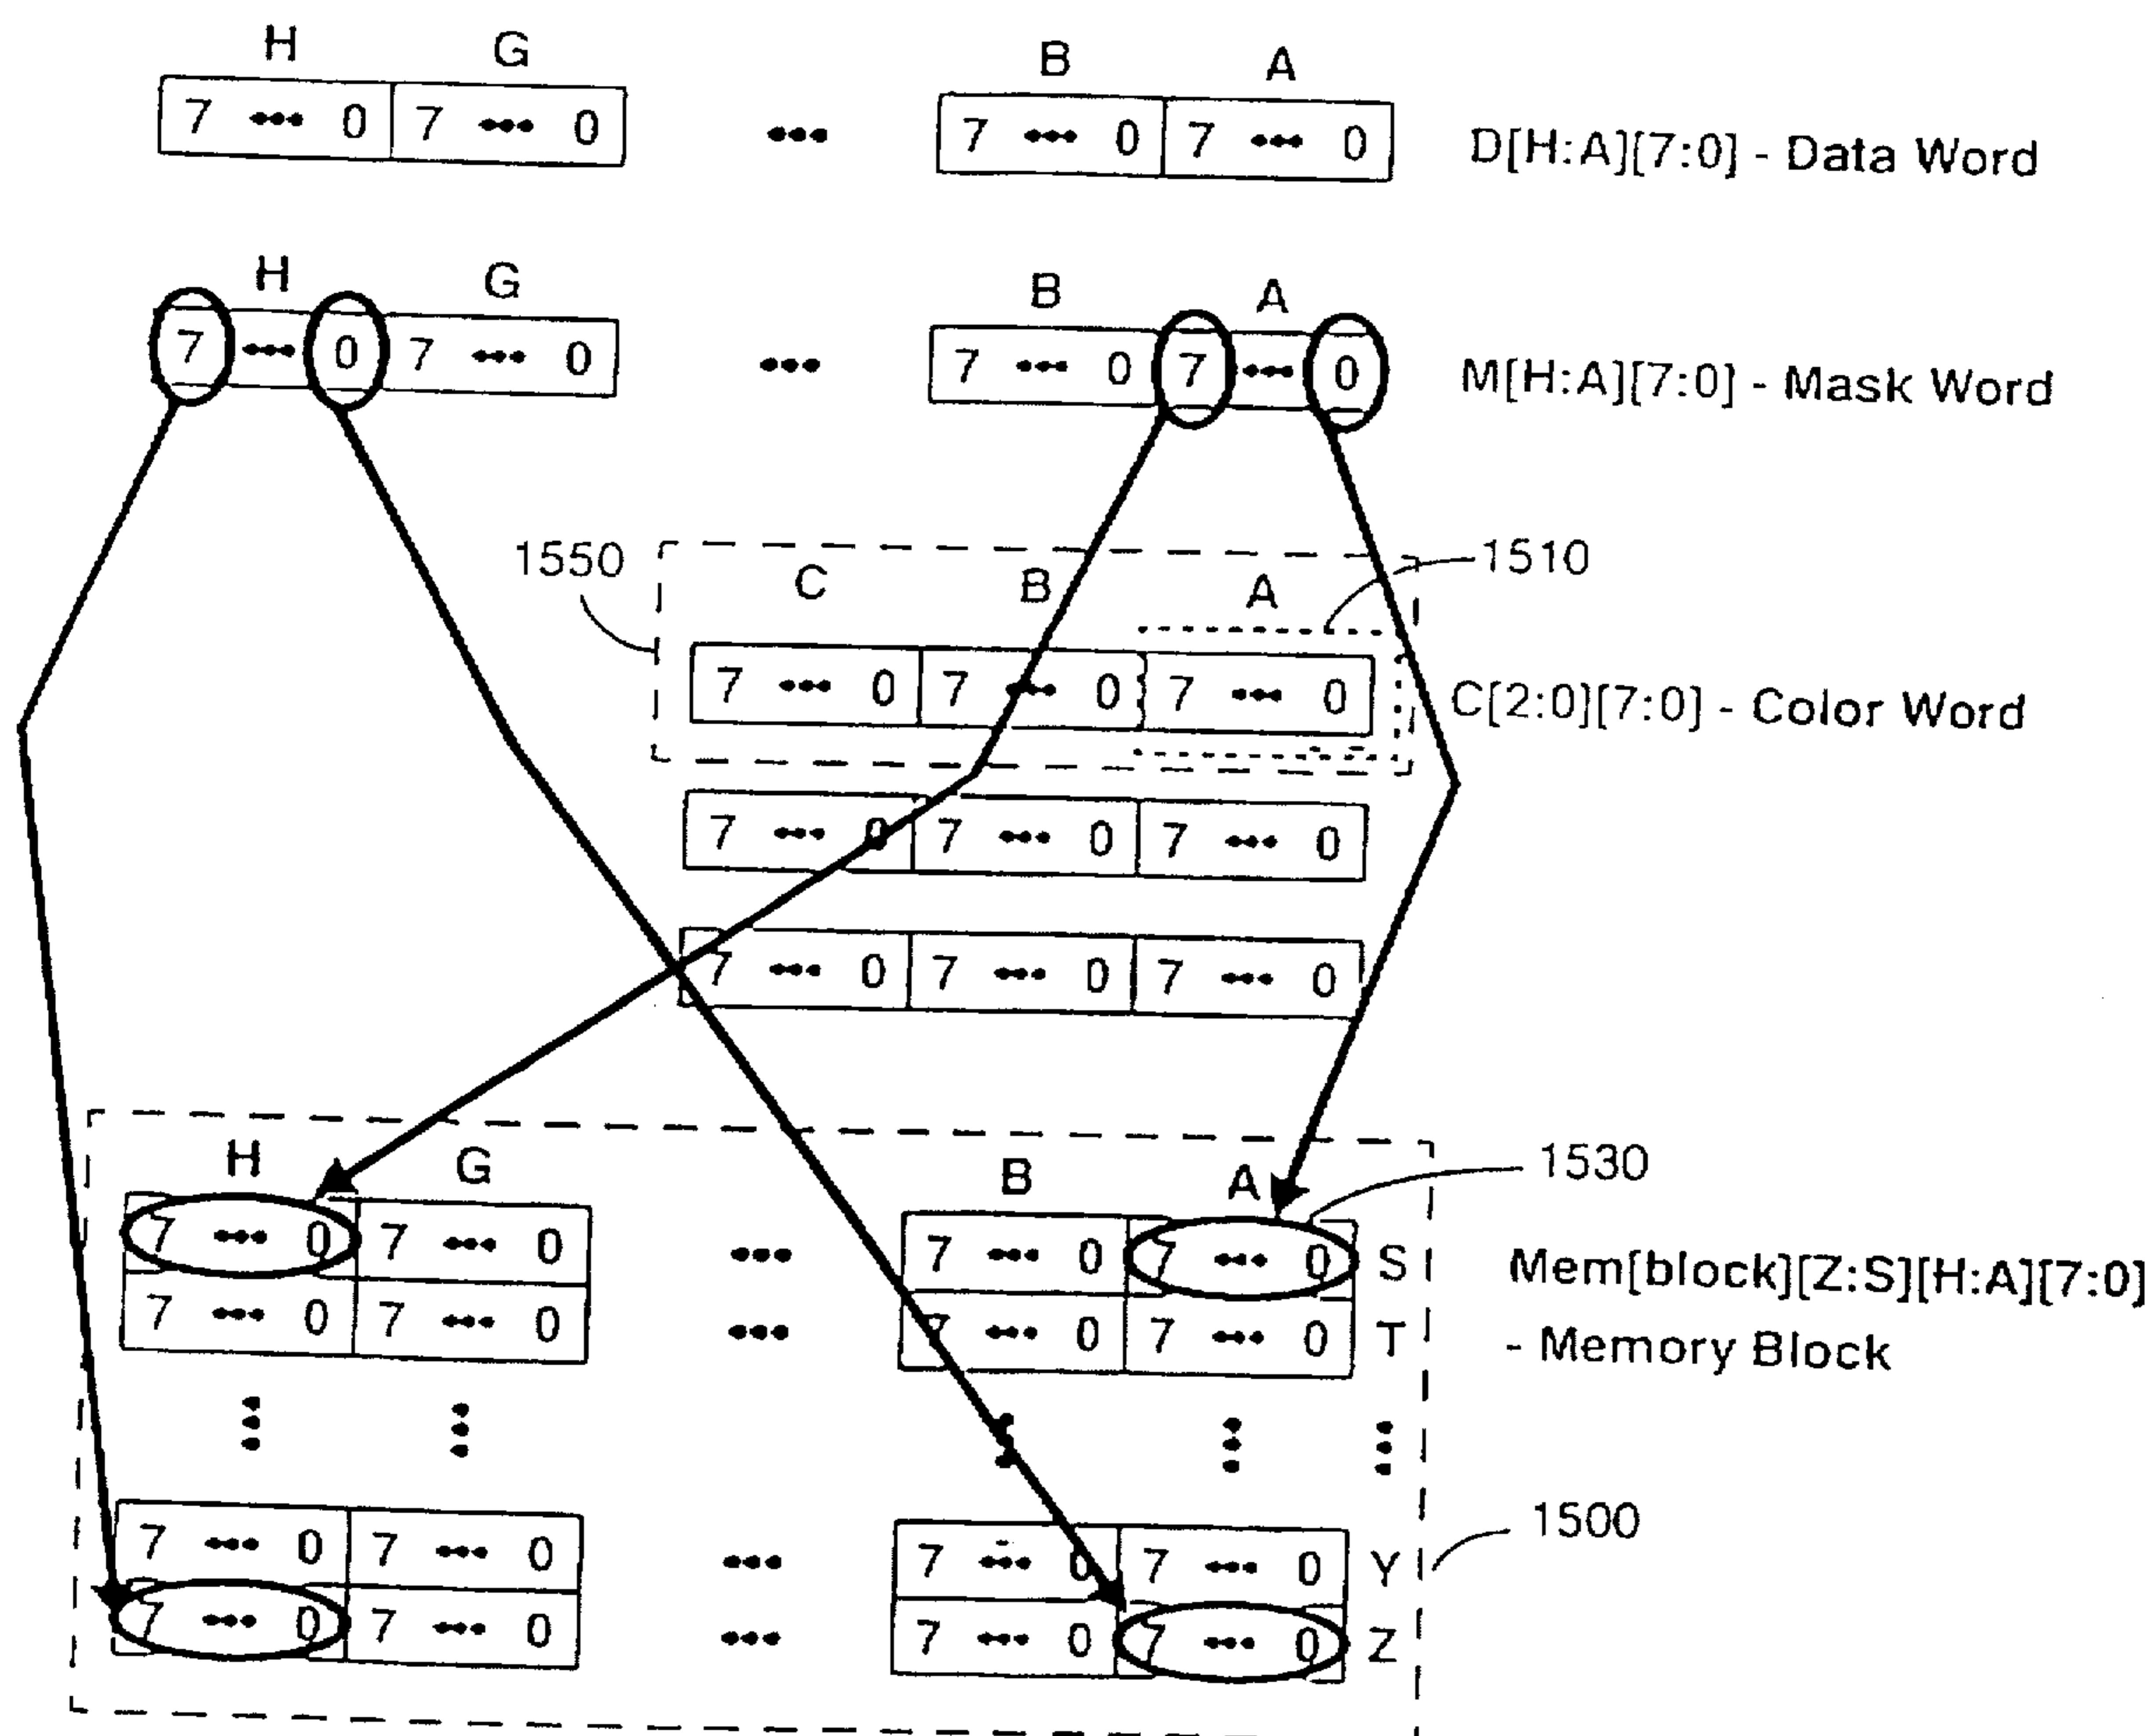 H G B A
7 ••• 0 7 ••• 0 ••• 7 ••• 0 7 ••• 0 D[H:A][7:0] - Data Word
H G B A
7 ••• 0 7 ••• 0 ••• 7 ••• 0 7 ••• 0 M[H:A][7:0] - Mask Word
1550 1510
C B A
7 ••• 0 7 ••• 0 7 ••• 0 C[2:0][7:0] - Color Word
7 ••• 0 7 ••• 0 7 ••• 0
7 ••• 0 7 ••• 0 7 ••• 0
H G B A 1530
7 ••• 0 7 ••• 0 ••• 7 ••• 0 7 ••• 0 S Mem[block][Z:S][H:A][7:0]
7 ••• 0 7 ••• 0 ••• 7 ••• 0 7 ••• 0 T - Memory Block
1500
7 ••• 0 7 ••• 0 ••• 7 ••• 0 7 ••• 0 Y
7 ••• 0 7 ••• 0 ••• 7 ••• 0 7 ••• 0 Z